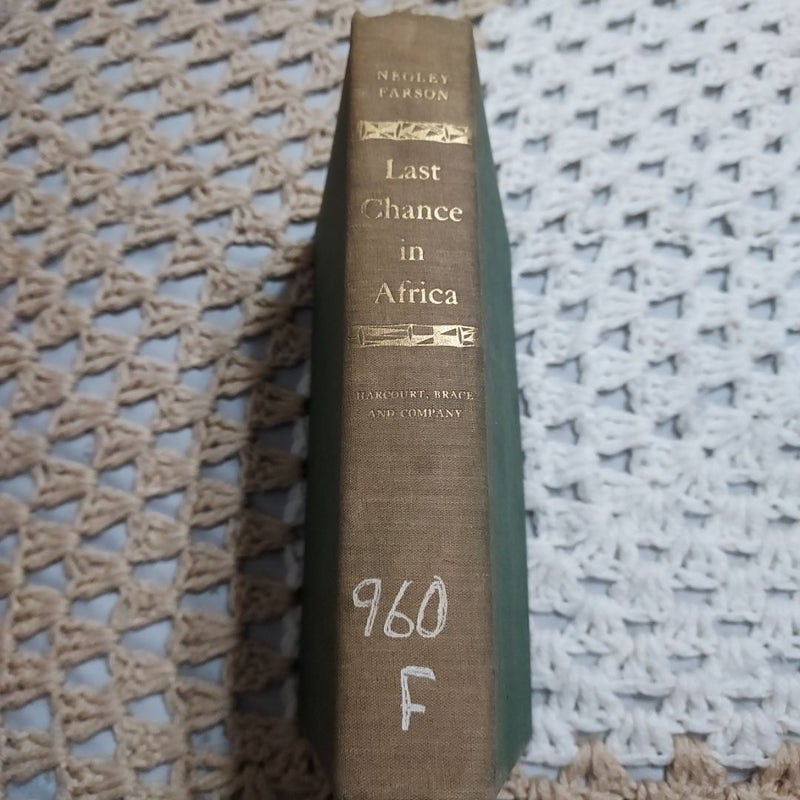 NEGLEY
FARSON
Last
Chance
in
Africa
HARCOURT, BRACE
AND COMPANY
960
F